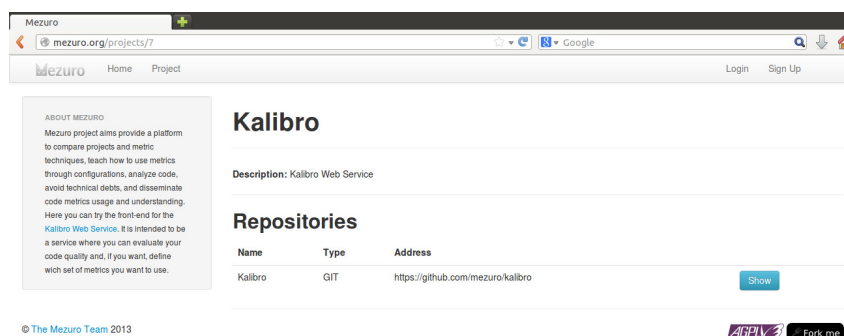 Mezuro
mezuro.org/projects/7
Google
Mezuro Home Project Login Sign Up
ABOUT MEZURO
Mezuro project aims provide a platform
to compare projects and metric
techniques, teach how to use metrics
through configurations, analyze code,
avoid technical debts, and disseminate
code metrics usage and understanding.
Here you can try the front-end for the
Kalibro Web Service. It is intended to be
a service where you can evaluate your
code quality and, if you want, define
wich set of metrics you want to use.
Kalibro
Description: Kalibro Web Service
Repositories
Name Type Address
Kalibro GIT https://github.com/mezuro/kalibro Show
© The Mezuro Team 2013
AGPLv3 Fork me